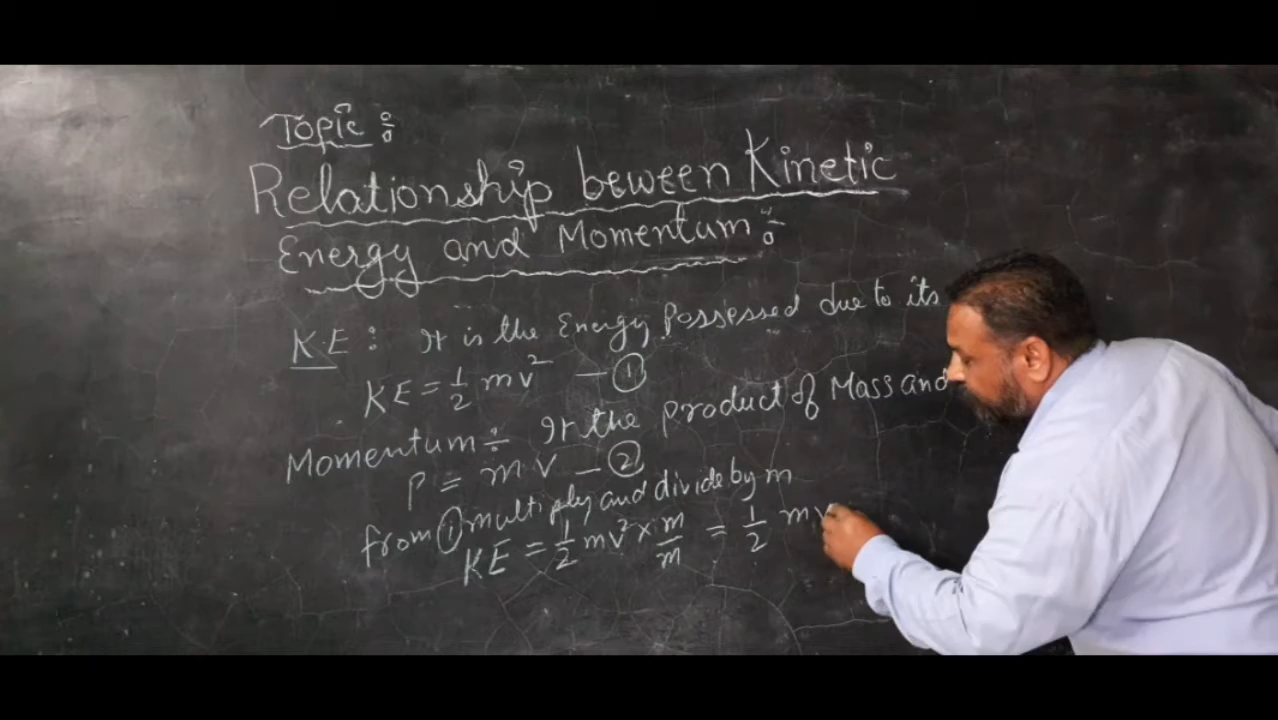 Topic :
Relationship beween Kinetic
Energy and Momentum :
K.E : It is the Energy Possessed due to its
KE = 1/2 mv² — ①
Momentum : It the Product of Mass and
P = mv — ②
from ① multiply and divide by m
KE = 1/2 mv² × m/m = 1/2 mv